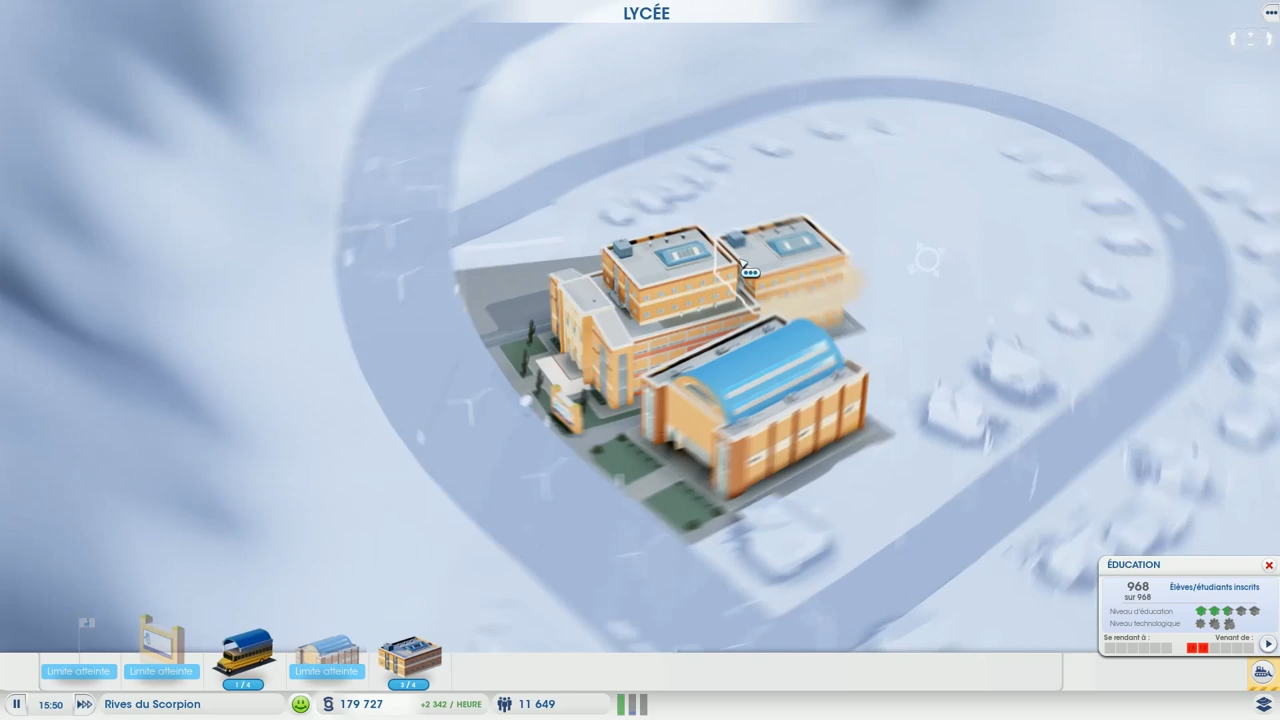 LYCÉE
ÉDUCATION
968
sur 968
Élèves/étudiants inscrits
Niveau d'éducation
Niveau technologique
Se rendant à :
Venant de :
Limite atteinte
Limite atteinte
1 / 4
Limite atteinte
3 / 4
15:50
Rives du Scorpion
179 727
+2 342 / HEURE
11 649